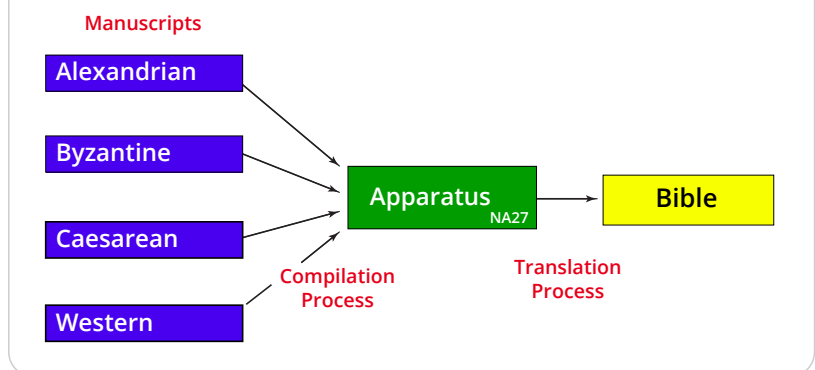 Manuscripts
Alexandrian
Byzantine
Caesarean
Western
Compilation
Process
Apparatus
NA27
Translation
Process
Bible